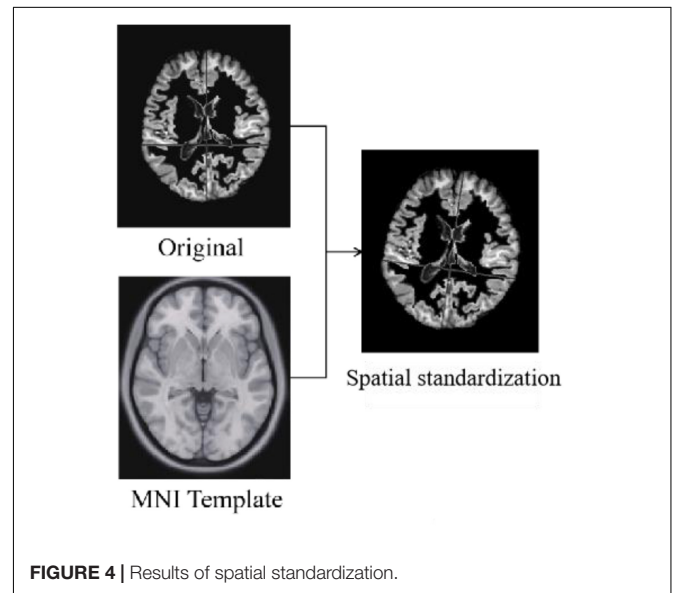 Original
Spatial standardization
MNI Template
FIGURE 4 | Results of spatial standardization.